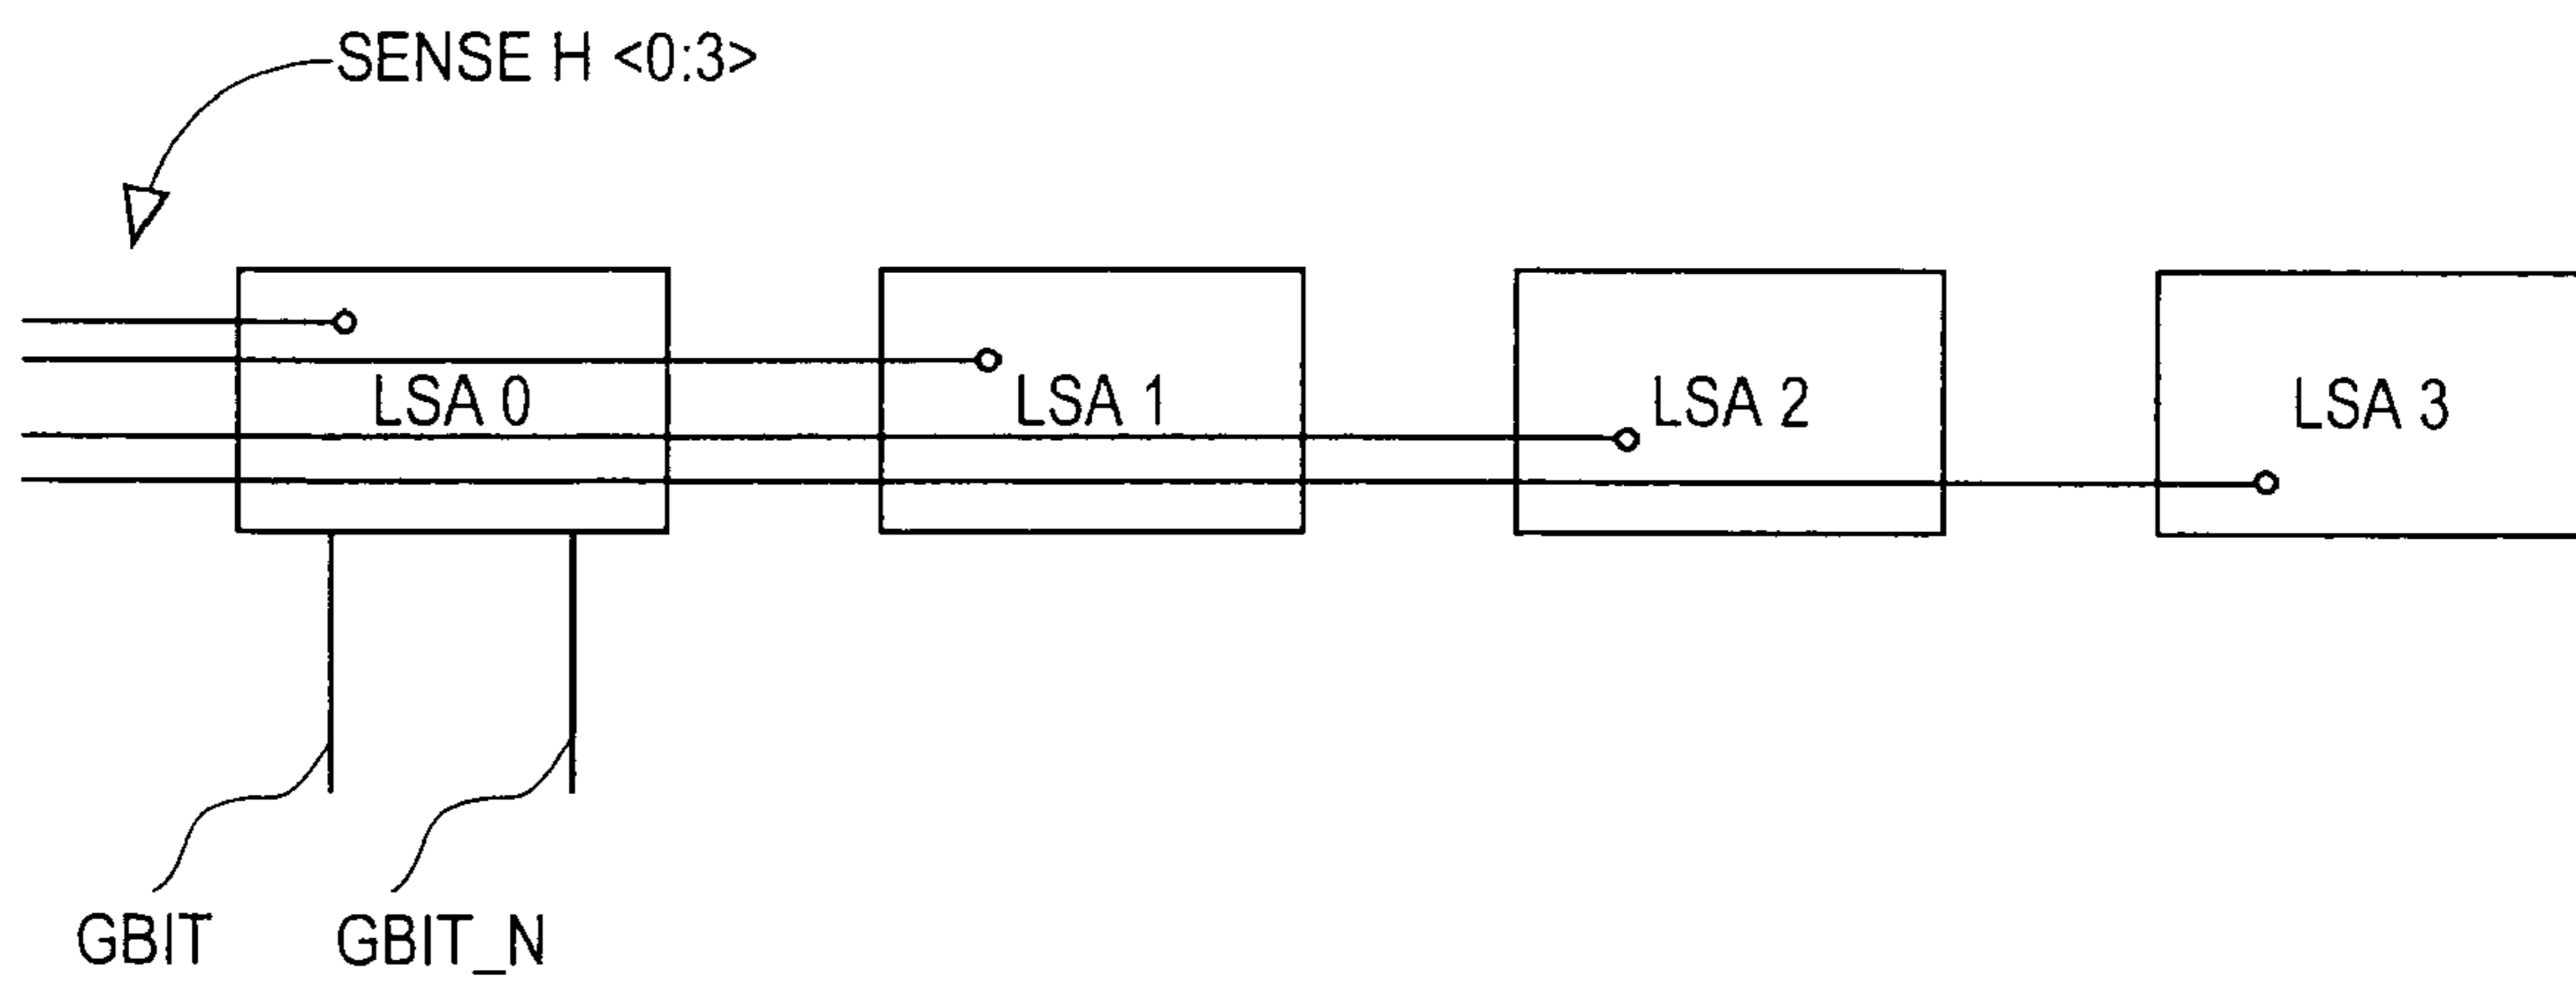 SENSE H <0:3>
LSA 0
LSA 1
LSA 2
LSA 3
GBIT
GBIT_N